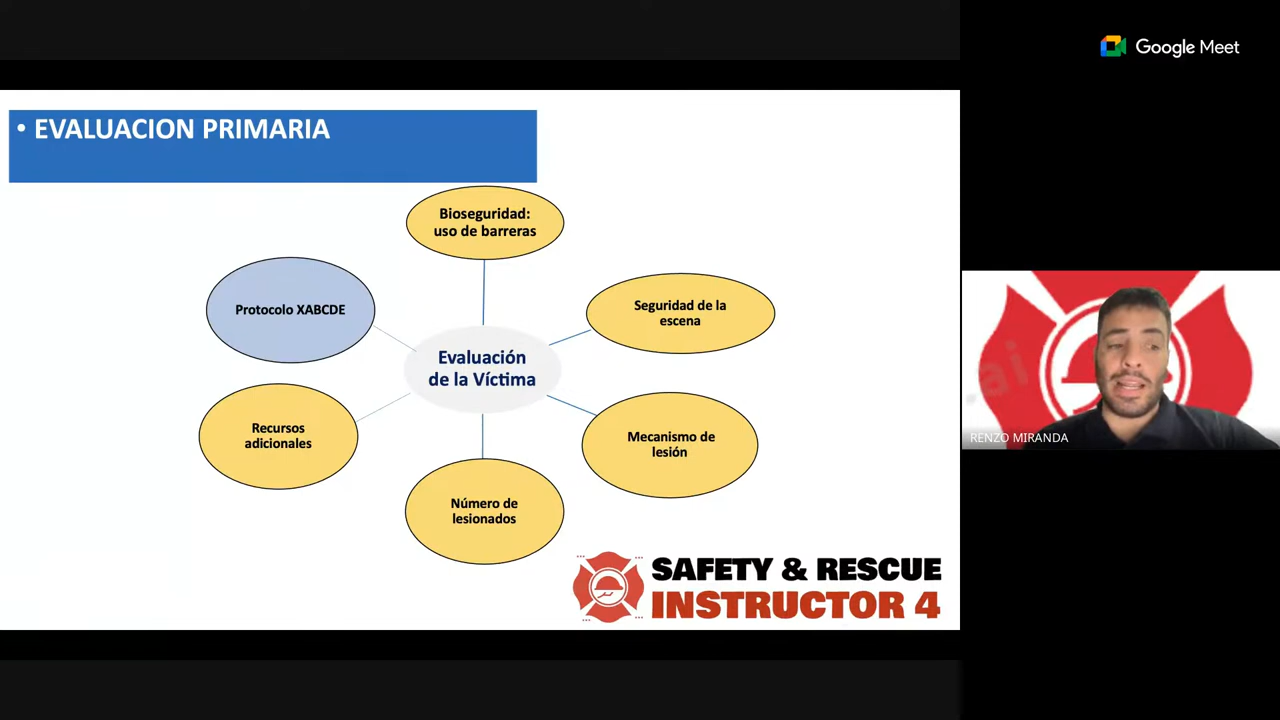 Google Meet
• EVALUACION PRIMARIA
Bioseguridad:
uso de barreras
Seguridad de la
escena
Protocolo XABCDE
Evaluación
de la Víctima
Recursos
adicionales
Mecanismo de
lesión
Número de
lesionados
SAFETY & RESCUE
INSTRUCTOR 4
.ai
RENZO MIRANDA